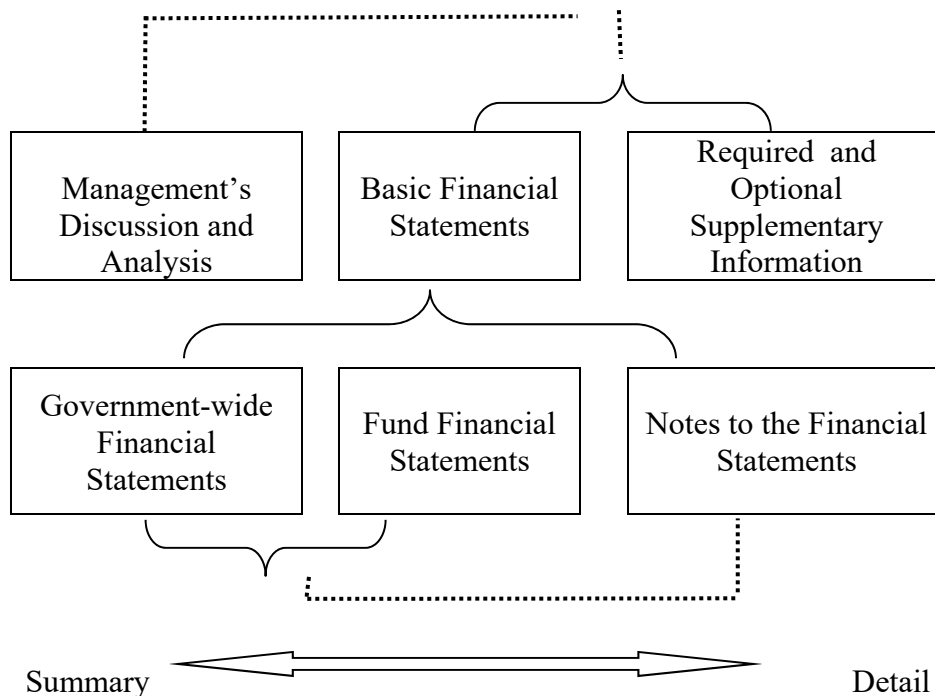 Management’s
Discussion and
Analysis
Basic Financial
Statements
Required and
Optional
Supplementary
Information
Government-wide
Financial
Statements
Fund Financial
Statements
Notes to the Financial
Statements
Summary
Detail